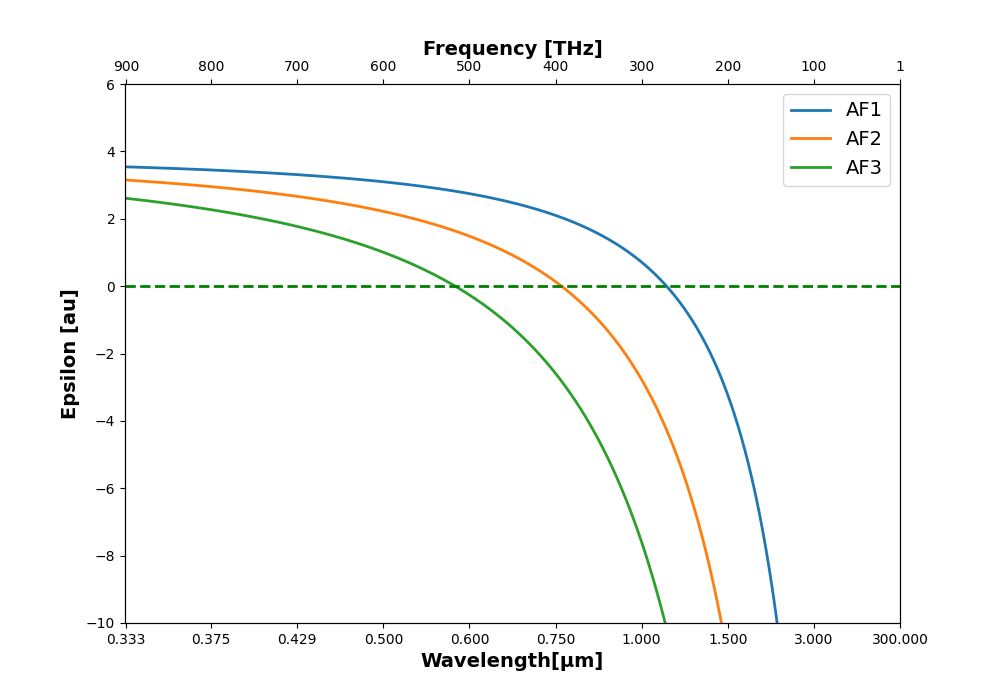 Frequency [THz]
900 800 700 600 500 400 300 200 100 1
6
4
2
0
−2
−4
−6
−8
−10
Epsilon [au]
AF1
AF2
AF3
0.333 0.375 0.429 0.500 0.600 0.750 1.000 1.500 3.000 300.000
Wavelength[μm]